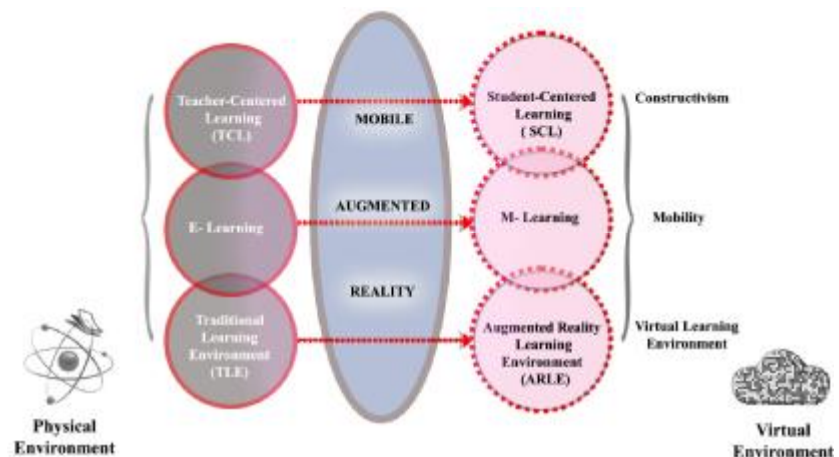 Teacher-Centered
Learning
(TCL)
E- Learning
Traditional
Learning
Environment
(TLE)
MOBILE
AUGMENTED
REALITY
Student-Centered
Learning
( SCL)
M- Learning
Augmented Reality
Learning
Environment
(ARLE)
Constructivism
Mobility
Virtual Learning
Environment
Physical
Environment
Virtual
Environment